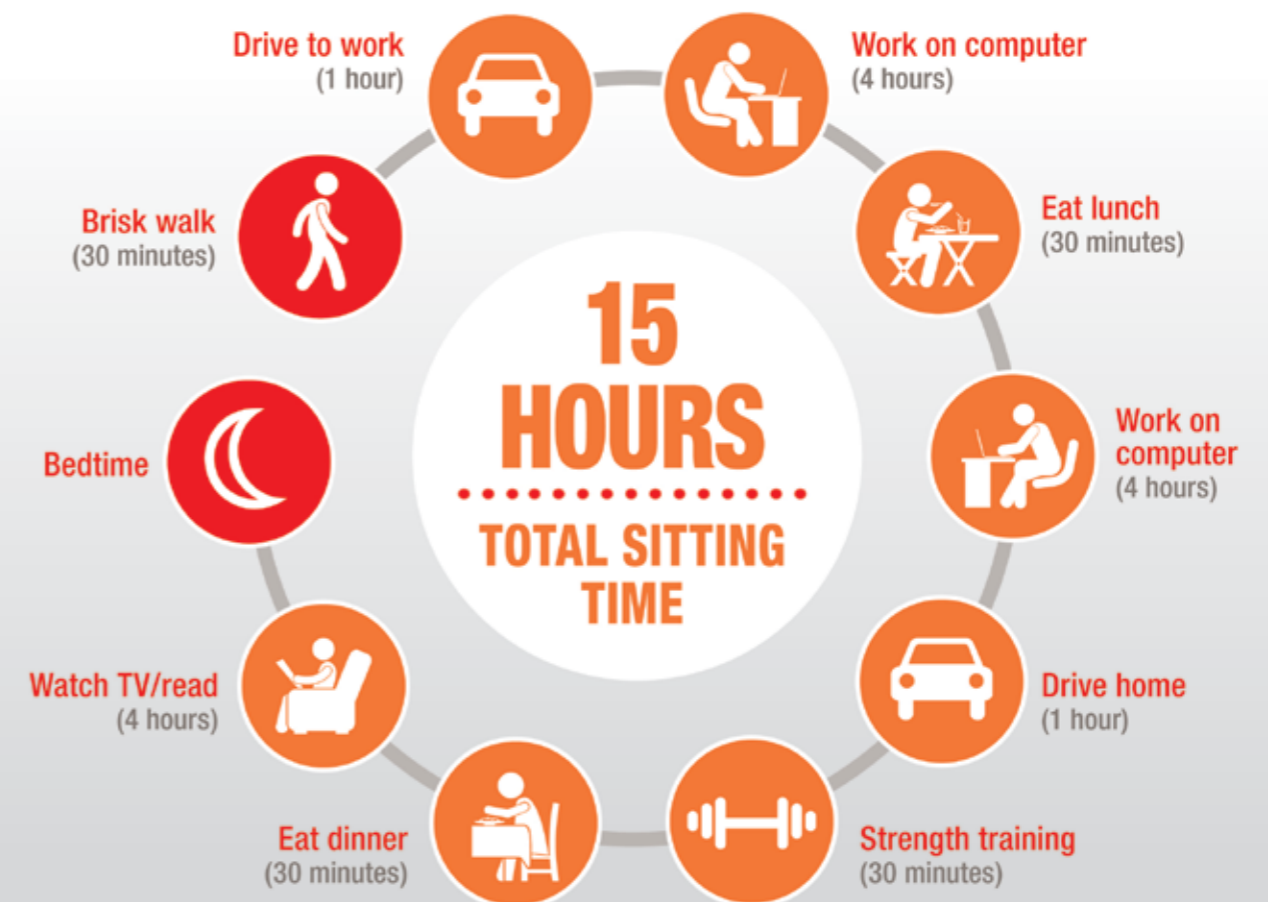 Drive to work
(1 hour)
Work on computer
(4 hours)
Brisk walk
(30 minutes)
Eat lunch
(30 minutes)
15
HOURS
TOTAL SITTING
TIME
Bedtime
Work on
computer
(4 hours)
Watch TV/read
(4 hours)
Drive home
(1 hour)
Eat dinner
(30 minutes)
Strength training
(30 minutes)